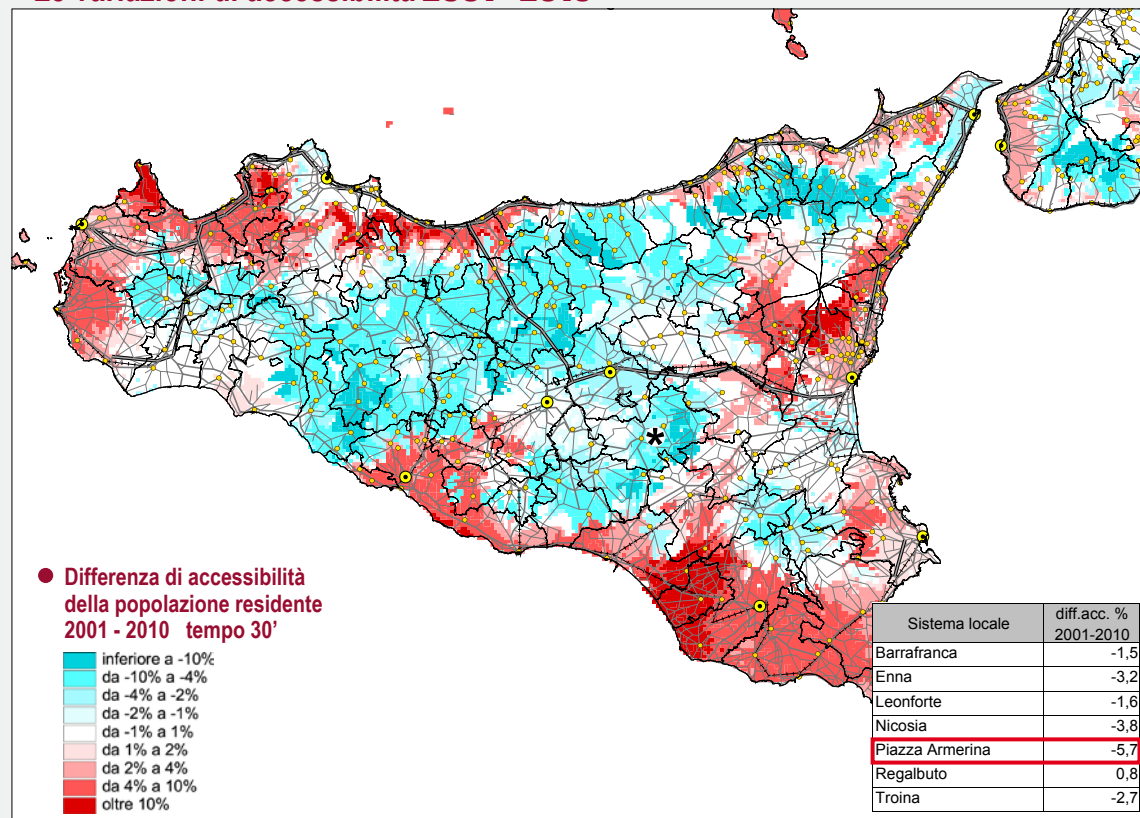 ● Differenza di accessibilità
della popolazione residente
2001 - 2010 tempo 30'
inferiore a -10%
da -10% a -4%
da -4% a -2%
da -2% a -1%
da -1% a 1%
da 1% a 2%
da 2% a 4%
da 4% a 10%
oltre 10%
*
Sistema locale diff.acc. % 2001-2010
Barrafranca -1,5
Enna -3,2
Leonforte -1,6
Nicosia -3,8
Piazza Armerina -5,7
Regalbuto 0,8
Troina -2,7